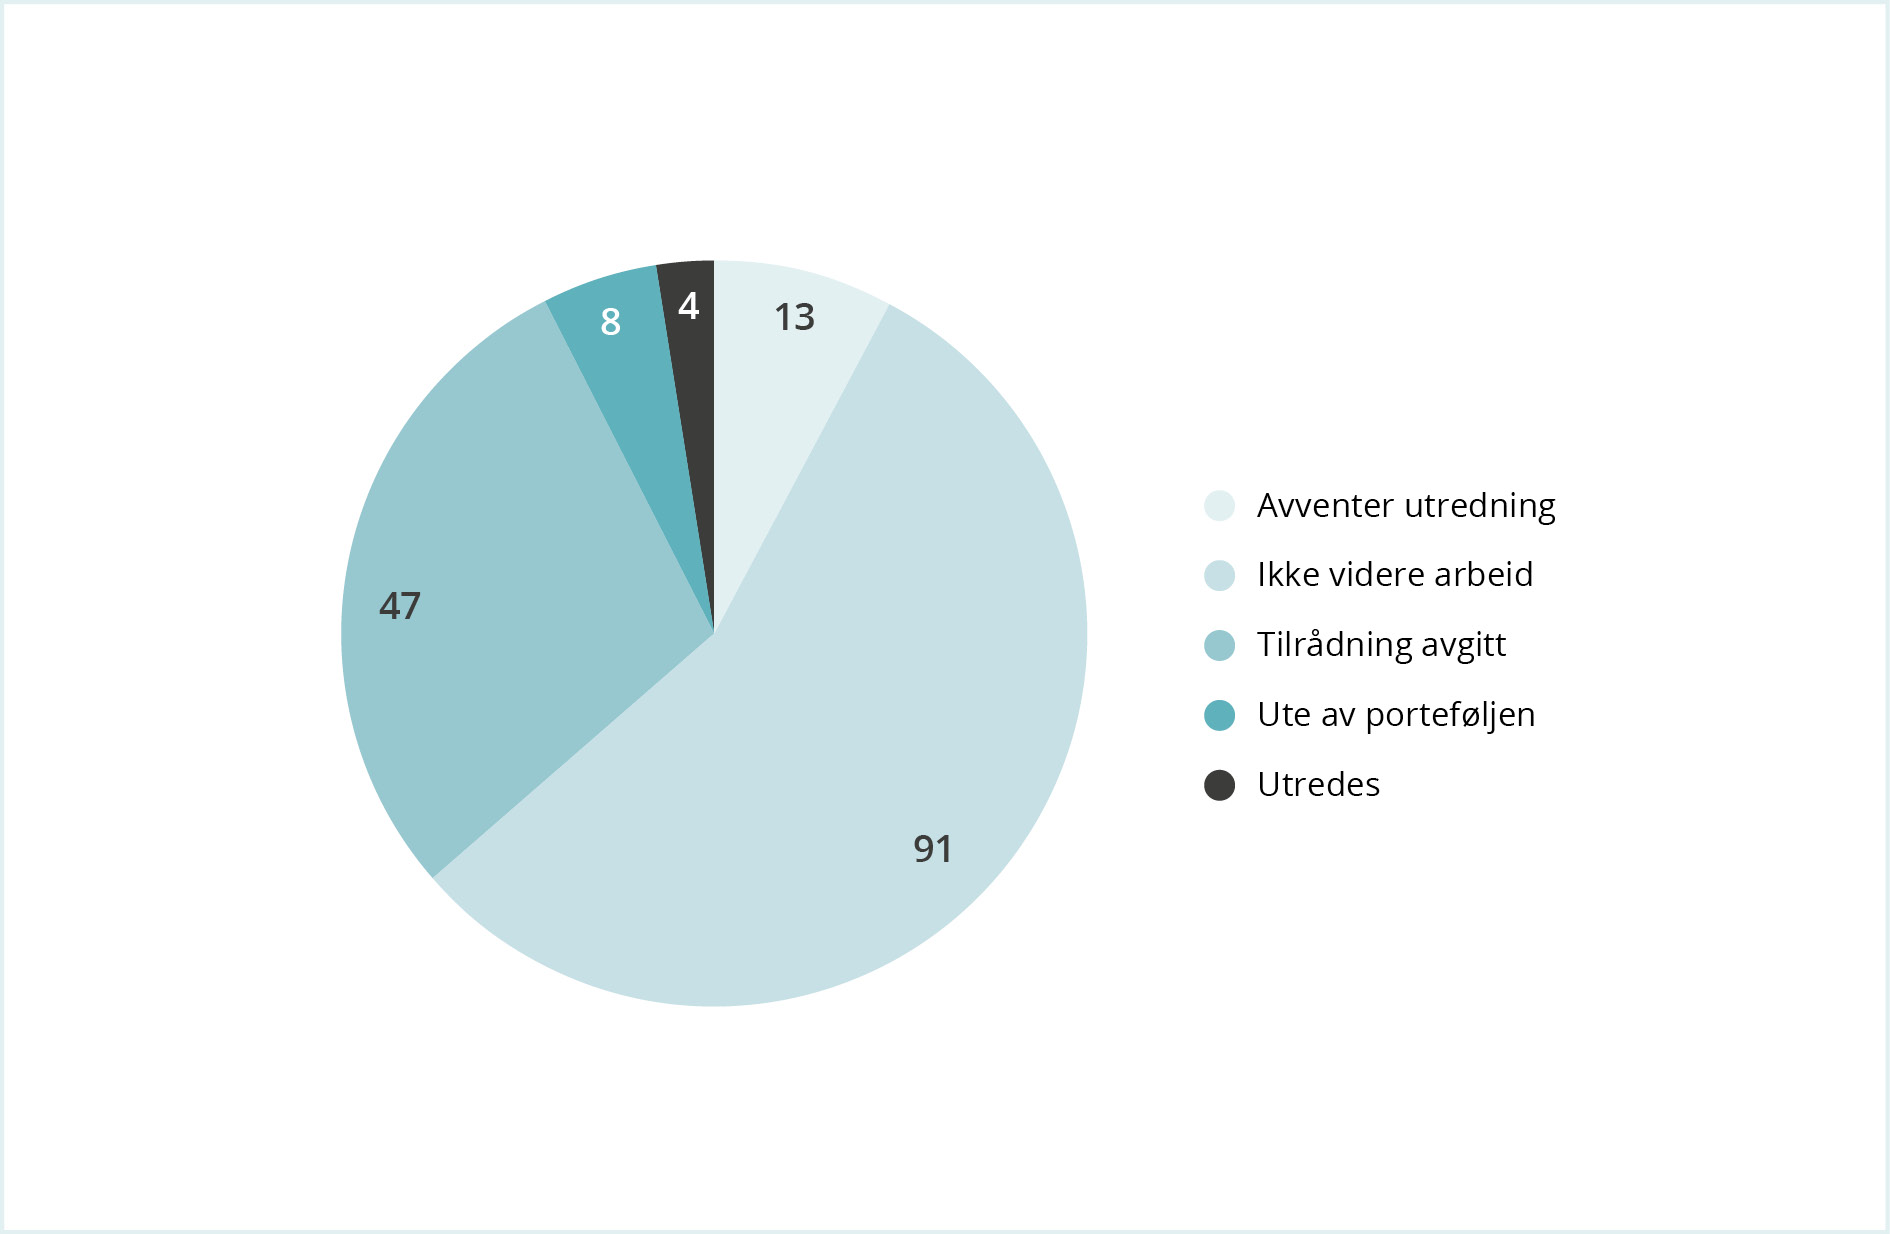 4
13
8
47
91
Avventer utredning
Ikke videre arbeid
Tilrådning avgitt
Ute av porteføljen
Utredes